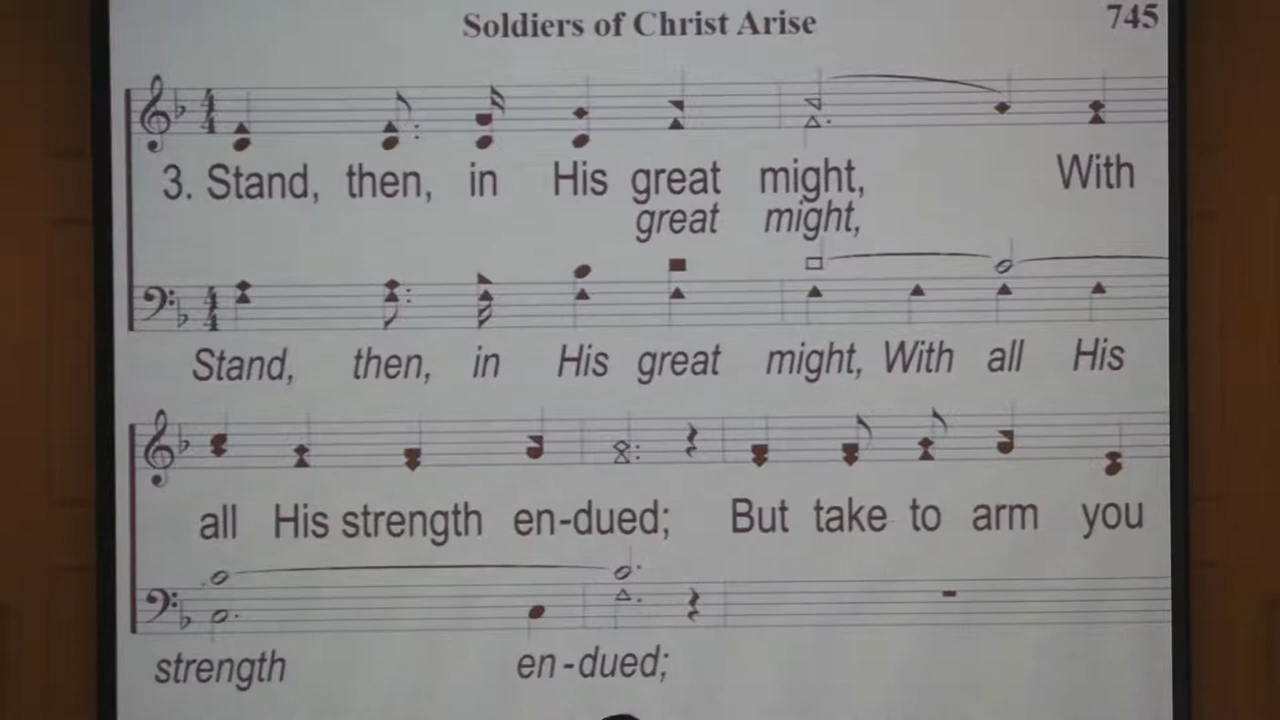 Soldiers of Christ Arise 745
3. Stand, then, in His great might, With
great might,
Stand, then, in His great might, With all His
all His strength en-dued; But take to arm you
strength en-dued;